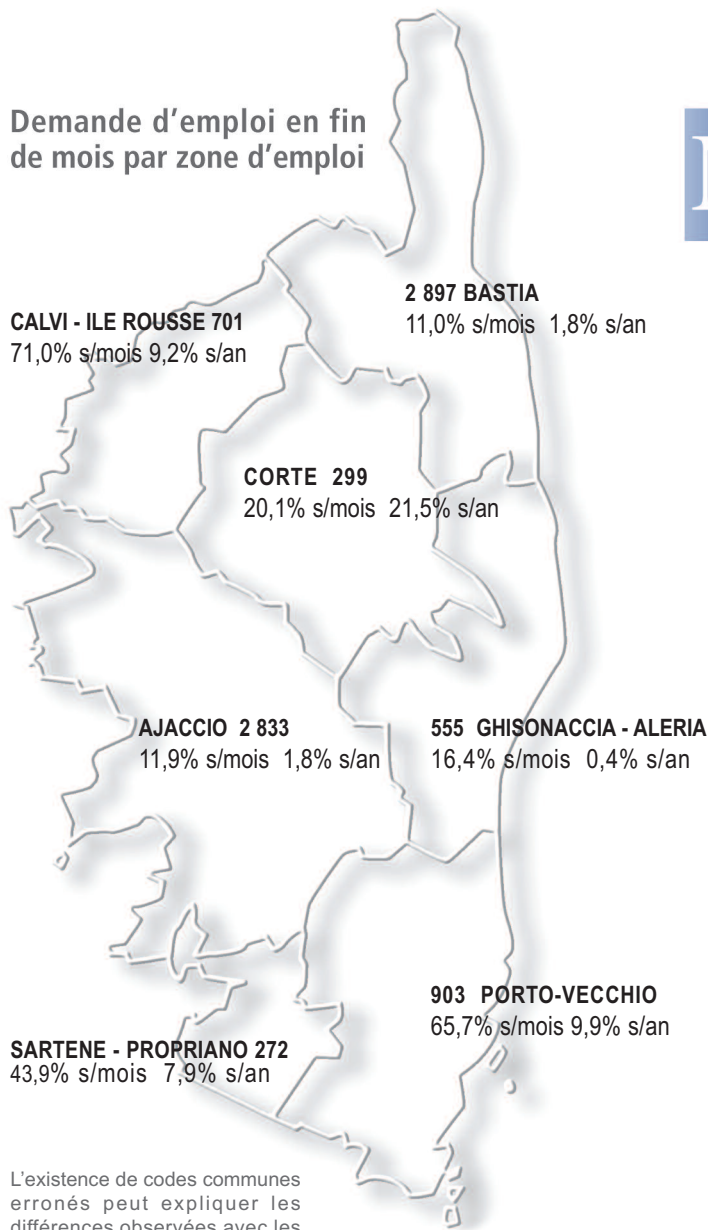 Demande d'emploi en fin
de mois par zone d'emploi
2 897 BASTIA
11,0% s/mois 1,8% s/an
CALVI - ILE ROUSSE 701
71,0% s/mois 9,2% s/an
CORTE 299
20,1% s/mois 21,5% s/an
AJACCIO 2 833
11,9% s/mois 1,8% s/an
555 GHISONACCIA - ALERIA
16,4% s/mois 0,4% s/an
903 PORTO-VECCHIO
65,7% s/mois 9,9% s/an
SARTENE - PROPRIANO 272
43,9% s/mois 7,9% s/an
L'existence de codes communes
erronés peut expliquer les
différences observées avec les